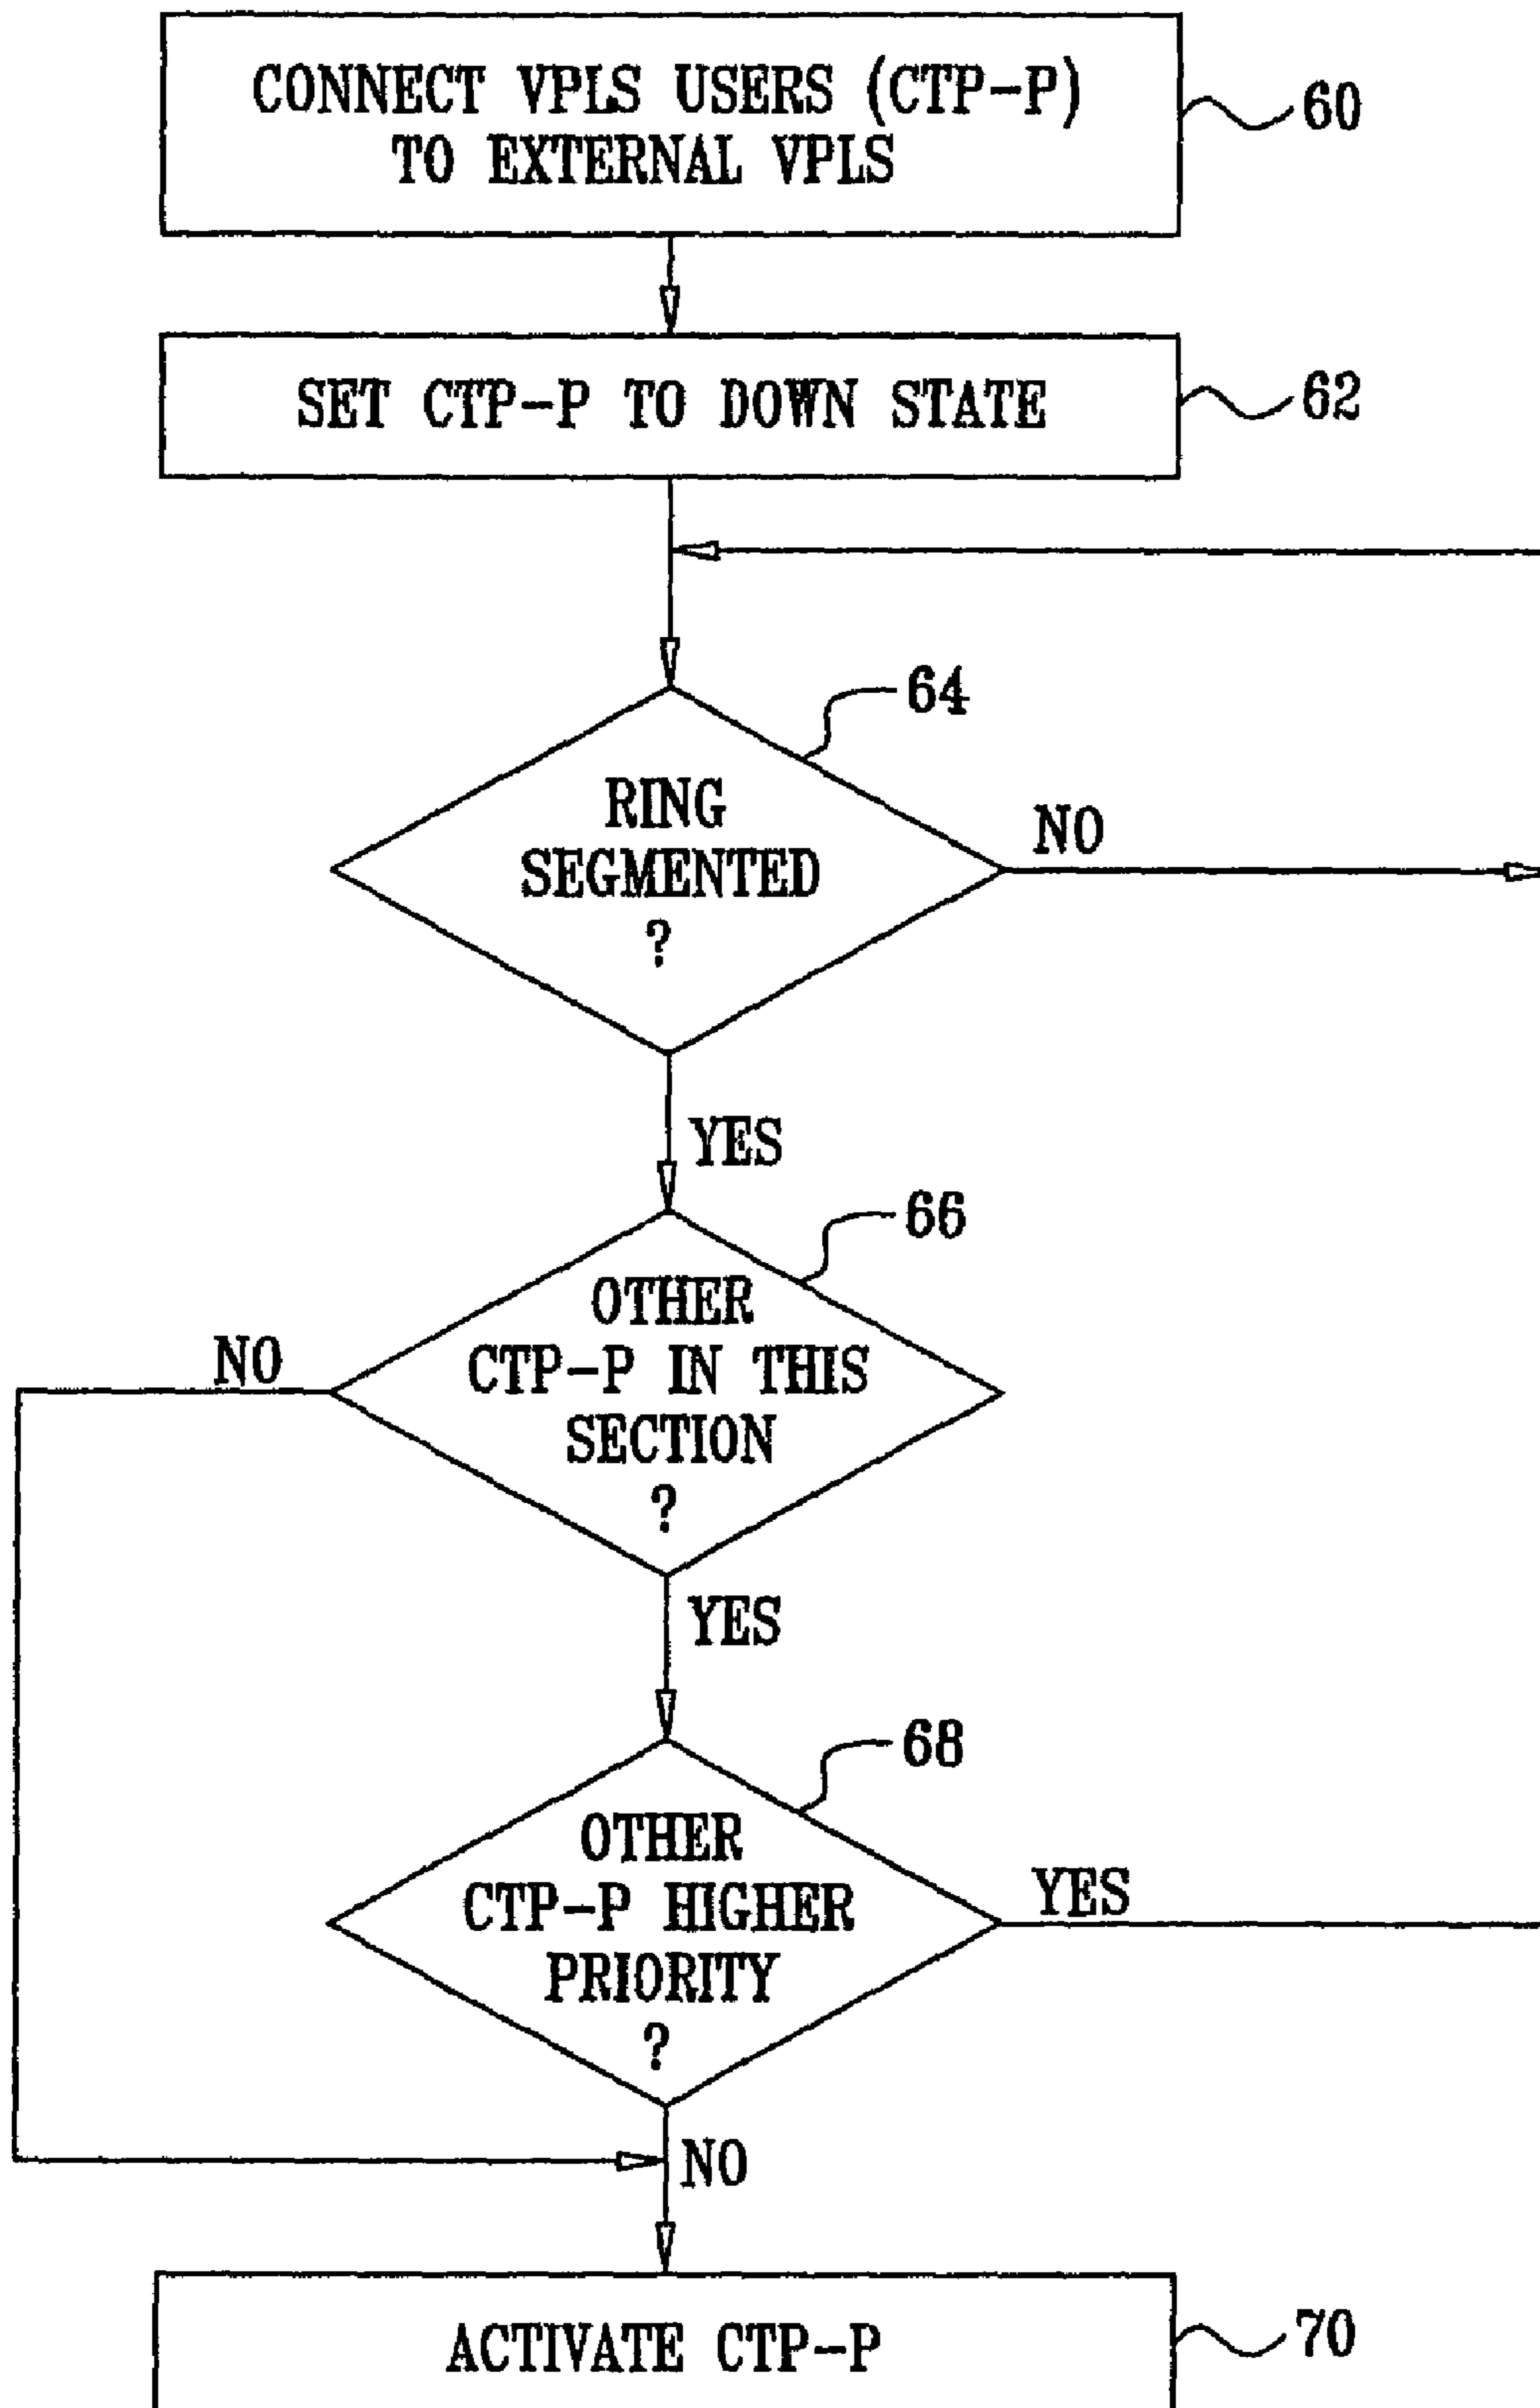 CONNECT VPLS USERS (CTP-P)
TO EXTERNAL VPLS
60
SET CTP-P TO DOWN STATE
62
64
RING
SEGMENTED
?
NO
YES
66
OTHER
CTP-P IN THIS
SECTION
?
NO
YES
68
OTHER
CTP-P HIGHER
PRIORITY
?
YES
NO
ACTIVATE CTP-P
70